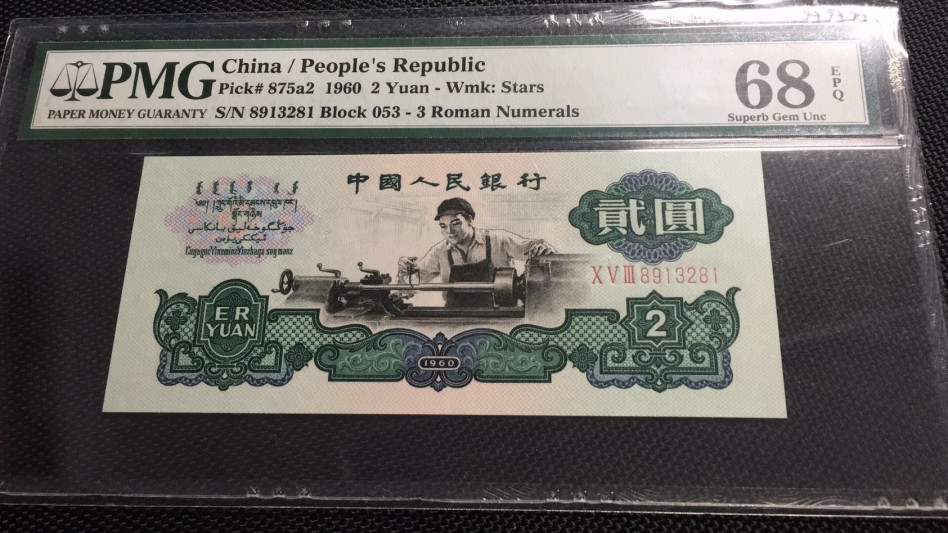 PMG
PAPER MONEY GUARANTY
China / People's Republic
Pick# 875a2 1960 2 Yuan - Wmk: Stars
S/N 8913281 Block 053 - 3 Roman Numerals
68 EPQ
Superb Gem Unc
中國人民銀行
貳圓
XVIII 8913281
ER
YUAN
1960
2